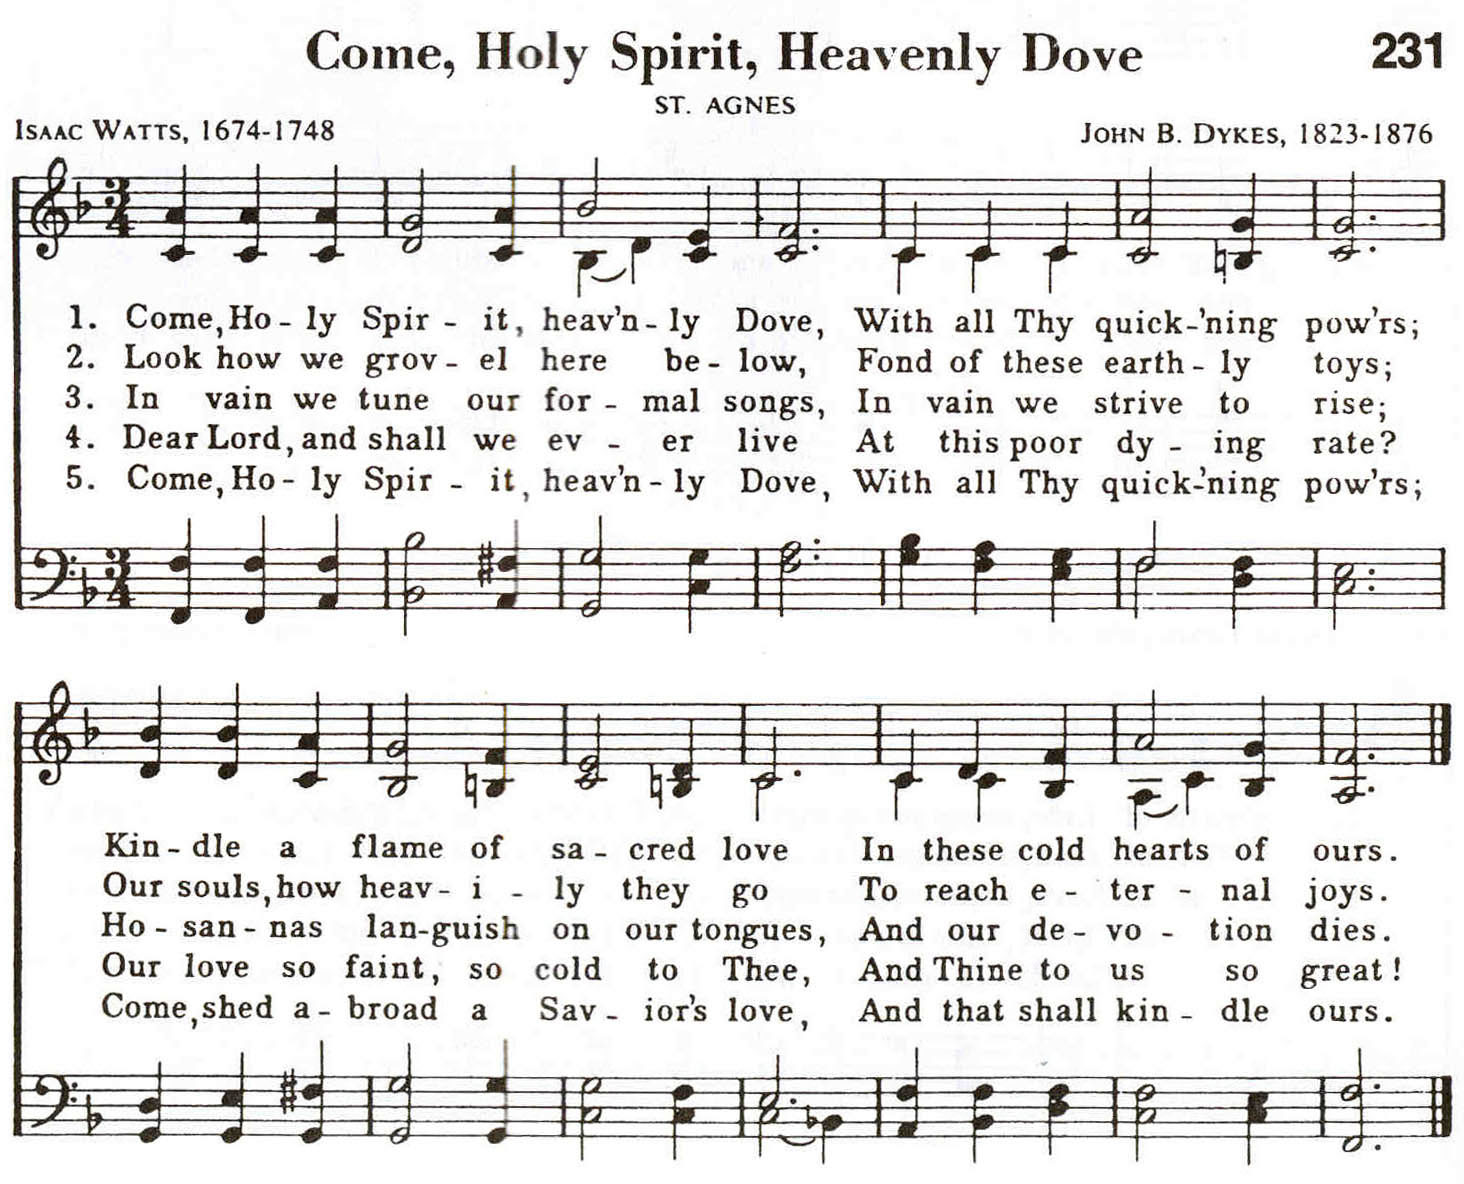 Come, Holy Spirit, Heavenly Dove 231
ST. AGNES
ISAAC WATTS, 1674-1748 JOHN B. DYKES, 1823-1876
1. Come, Ho - ly Spir - it, heav'n - ly Dove, With all Thy quick-'ning pow'rs;
2. Look how we grov - el here be - low, Fond of these earth - ly toys;
3. In vain we tune our for - mal songs, In vain we strive to rise;
4. Dear Lord, and shall we ev - er live At this poor dy - ing rate?
5. Come, Ho - ly Spir - it, heav'n - ly Dove, With all Thy quick-'ning pow'rs;
Kin - dle a flame of sa - cred love In these cold hearts of ours.
Our souls, how heav - i - ly they go To reach e - ter - nal joys.
Ho - san - nas lan-guish on our tongues, And our de - vo - tion dies.
Our love so faint, so cold to Thee, And Thine to us so great!
Come, shed a - broad a Sav - ior's love, And that shall kin - dle ours.